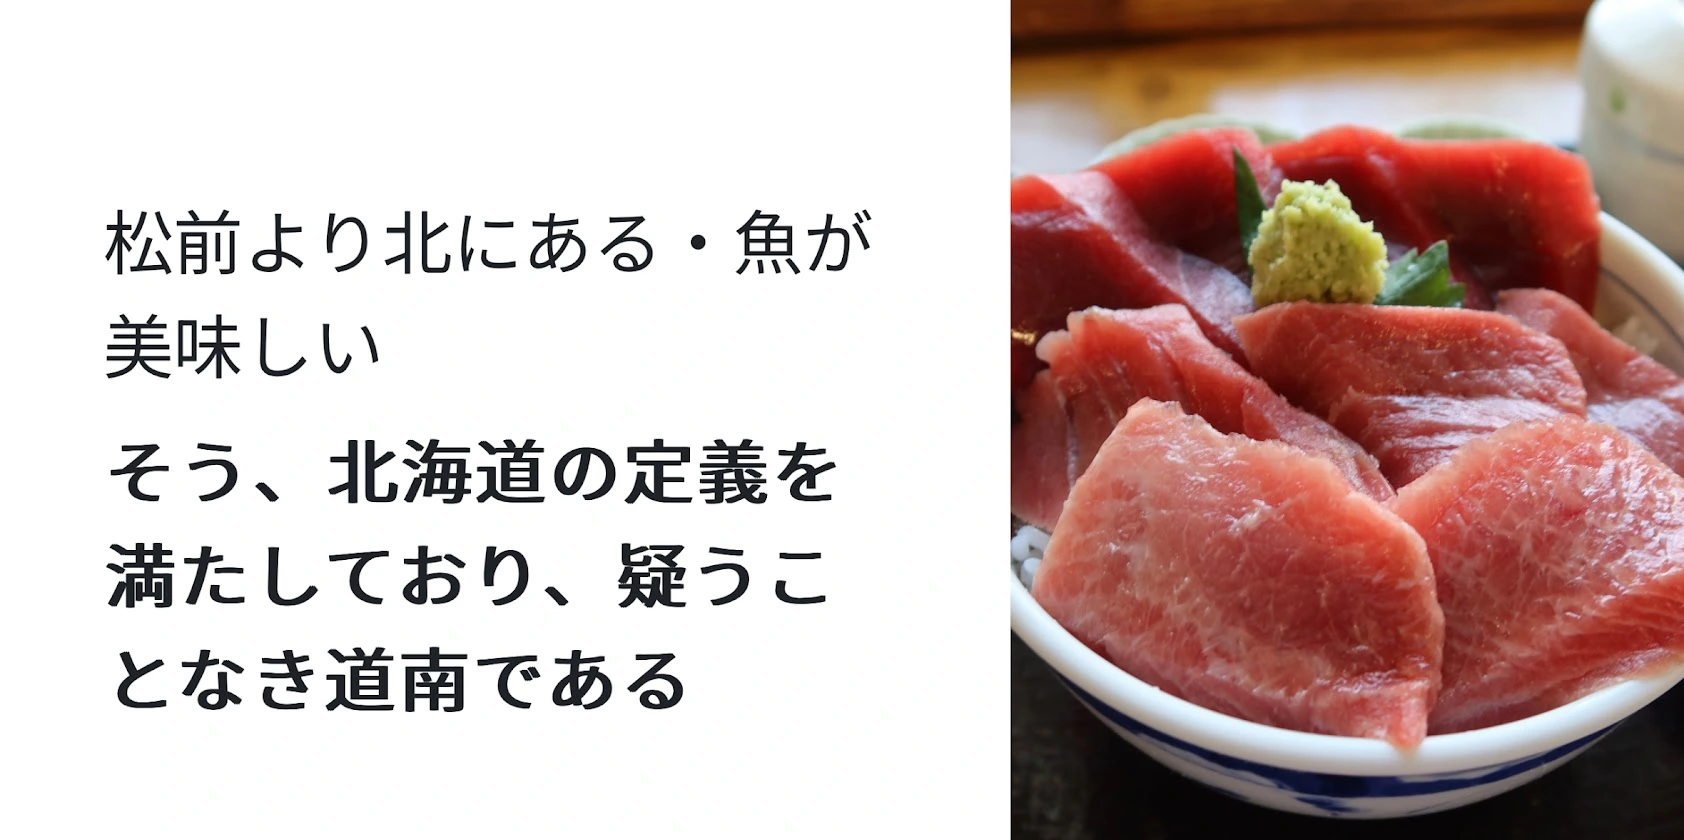 松前より北にある・魚が
美味しい
そう、北海道の定義を
満たしており、疑うこ
となき道南である